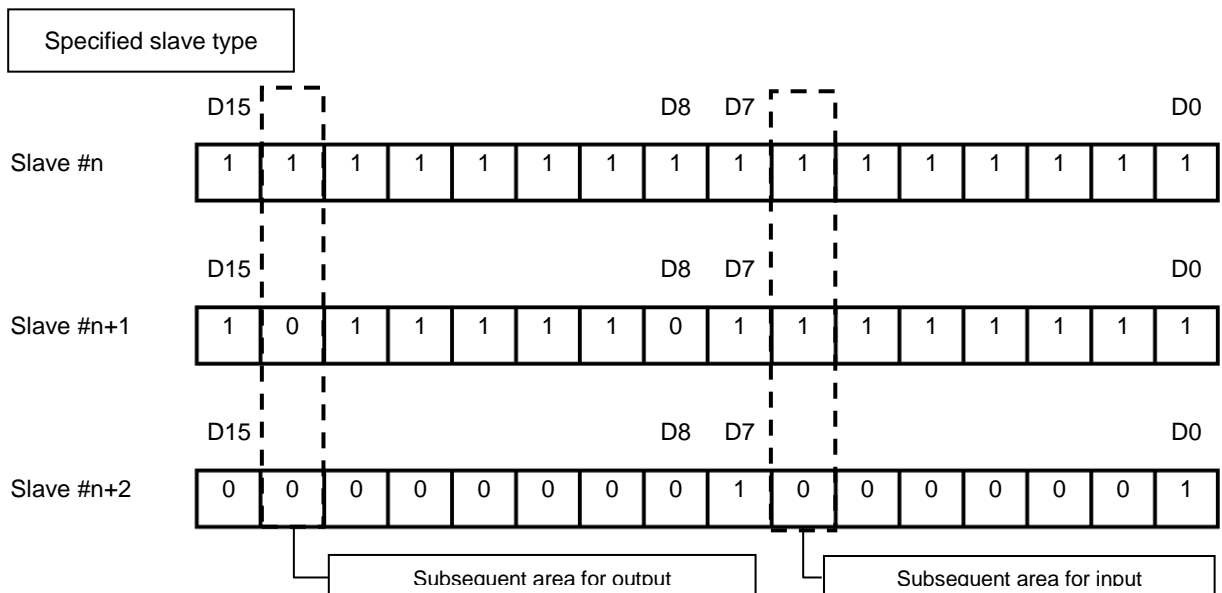 Specified slave type
D15 D8 D7 D0
Slave #n 1 1 1 1 1 1 1 1 1 1 1 1 1 1 1 1
D15 D8 D7 D0
Slave #n+1 1 0 1 1 1 1 1 0 1 1 1 1 1 1 1 1
D15 D8 D7 D0
Slave #n+2 0 0 0 0 0 0 0 0 1 0 0 0 0 0 0 1
Subsequent area for output Subsequent area for input